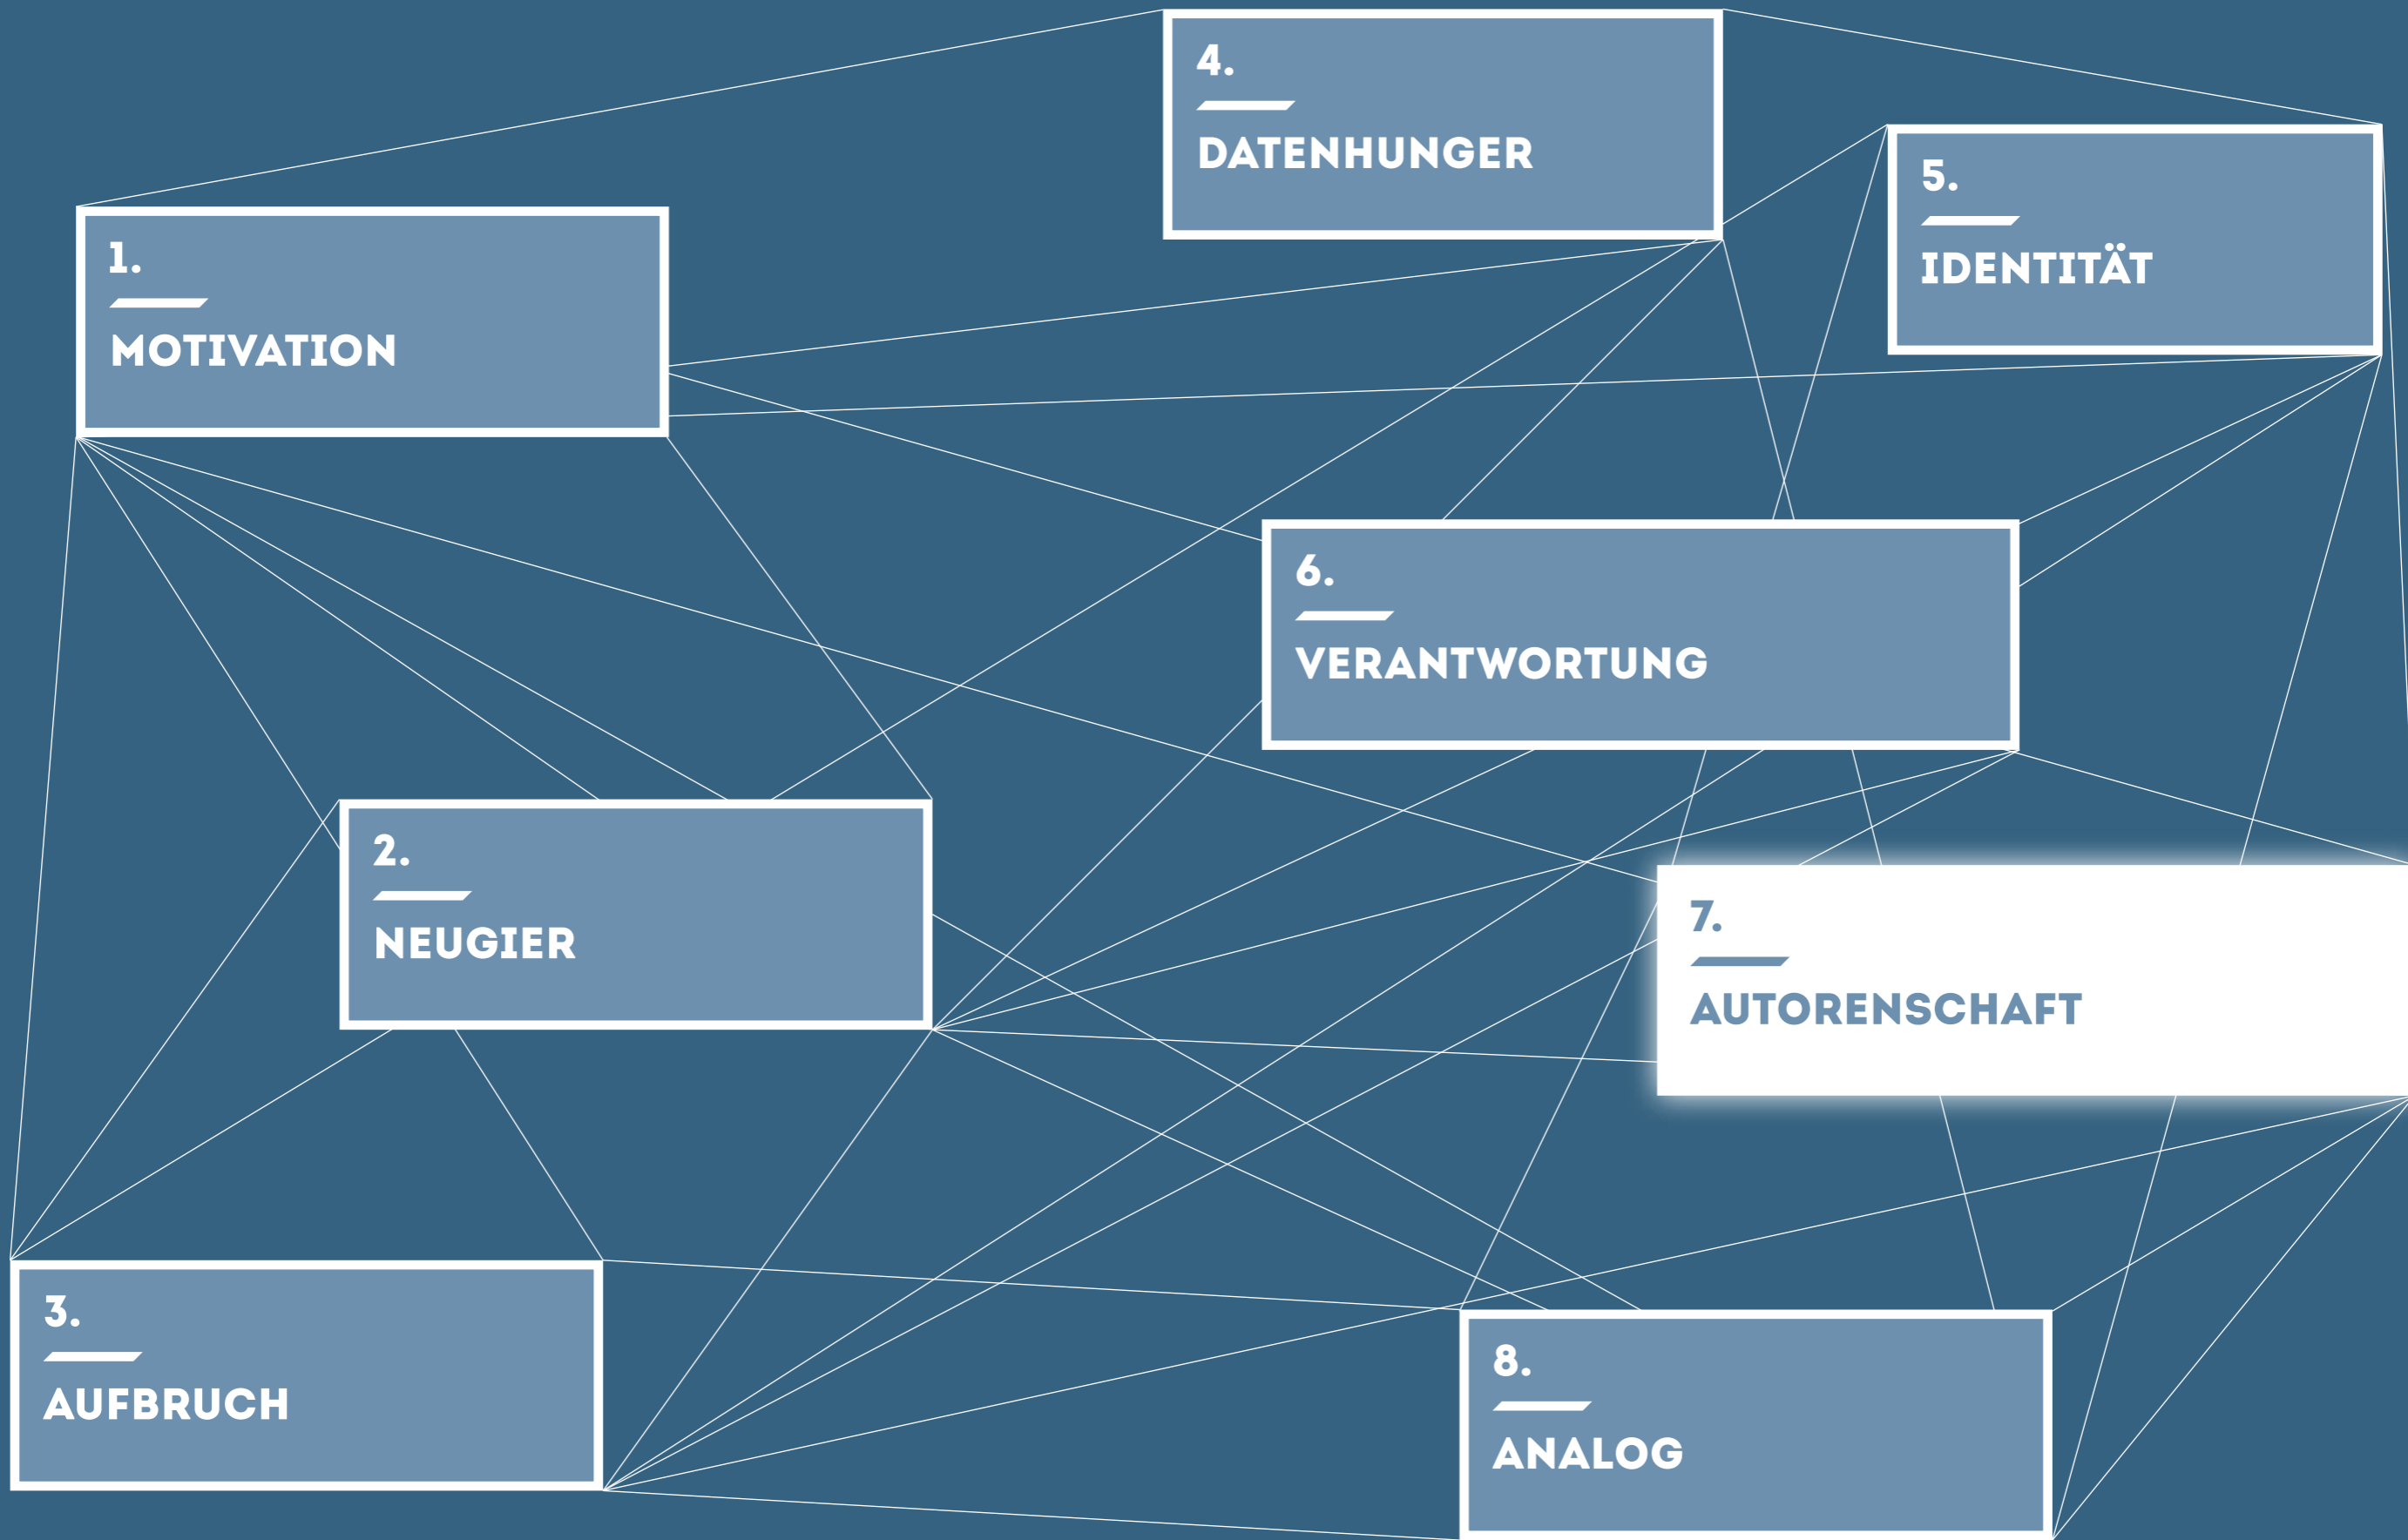 1.
MOTIVATION
2.
NEUGIER
3.
AUFBRUCH
4.
DATENHUNGER
5.
IDENTITÄT
6.
VERANTWORTUNG
7.
AUTORENSCHAFT
8.
ANALOG